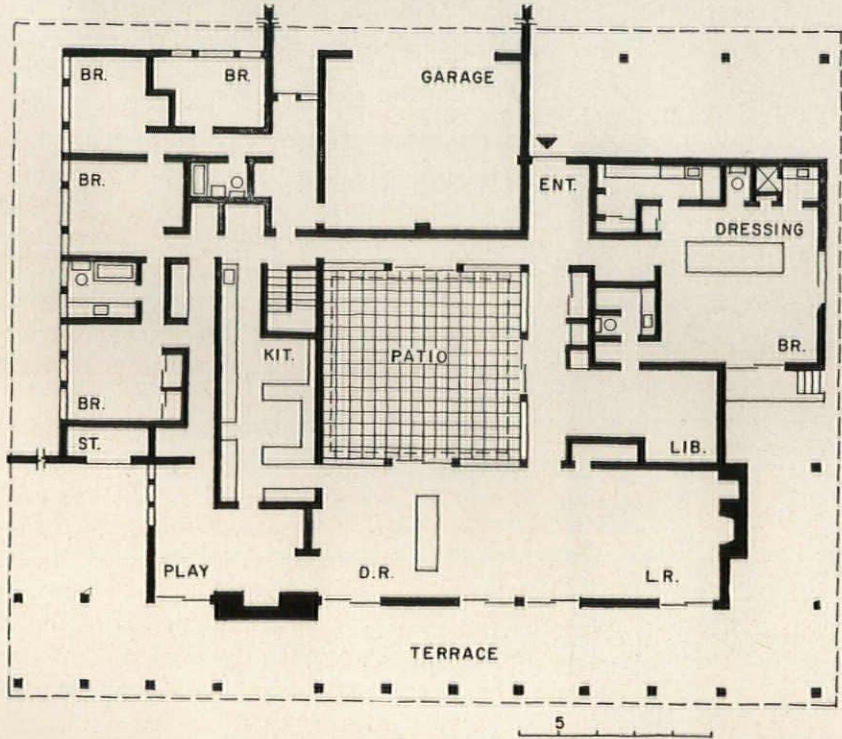 BR.
BR.
GARAGE
BR.
ENT.
DRESSING
KIT.
PATIO
BR.
BR.
ST.
LIB.
PLAY
D.R.
L.R.
TERRACE
5